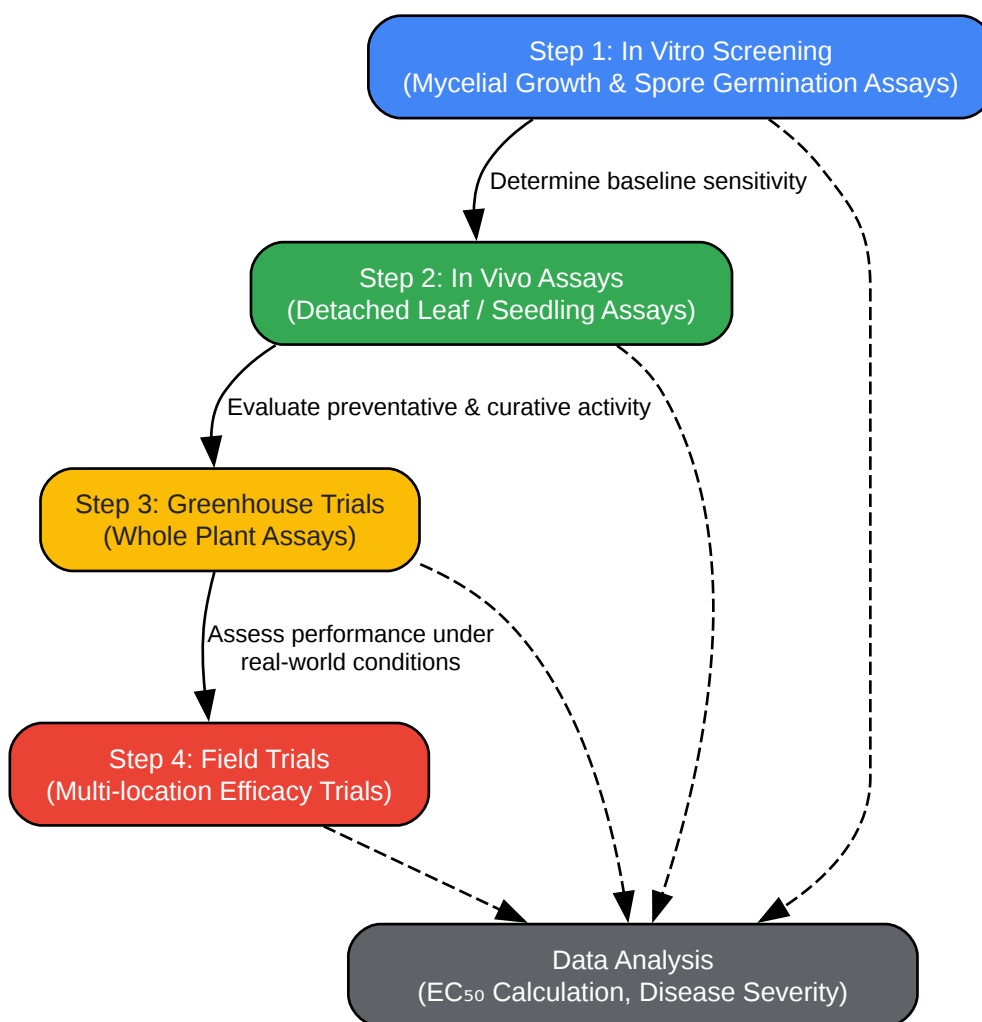 Step 1: In Vitro Screening
(Mycelial Growth & Spore Germination Assays)
Determine baseline sensitivity
Step 2: In Vivo Assays
(Detached Leaf / Seedling Assays)
Evaluate preventative & curative activity
Step 3: Greenhouse Trials
(Whole Plant Assays)
Assess performance under
real-world conditions
Step 4: Field Trials
(Multi-location Efficacy Trials)
Data Analysis
(EC₅₀ Calculation, Disease Severity)